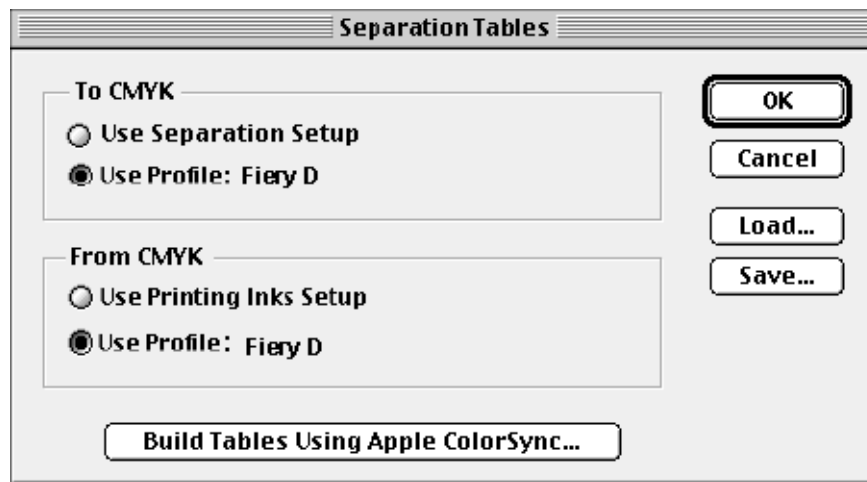 Separation Tables
To CMYK
Use Separation Setup
Use Profile: Fiery D
From CMYK
Use Printing Inks Setup
Use Profile: Fiery D
Build Tables Using Apple ColorSync...
OK
Cancel
Load...
Save...